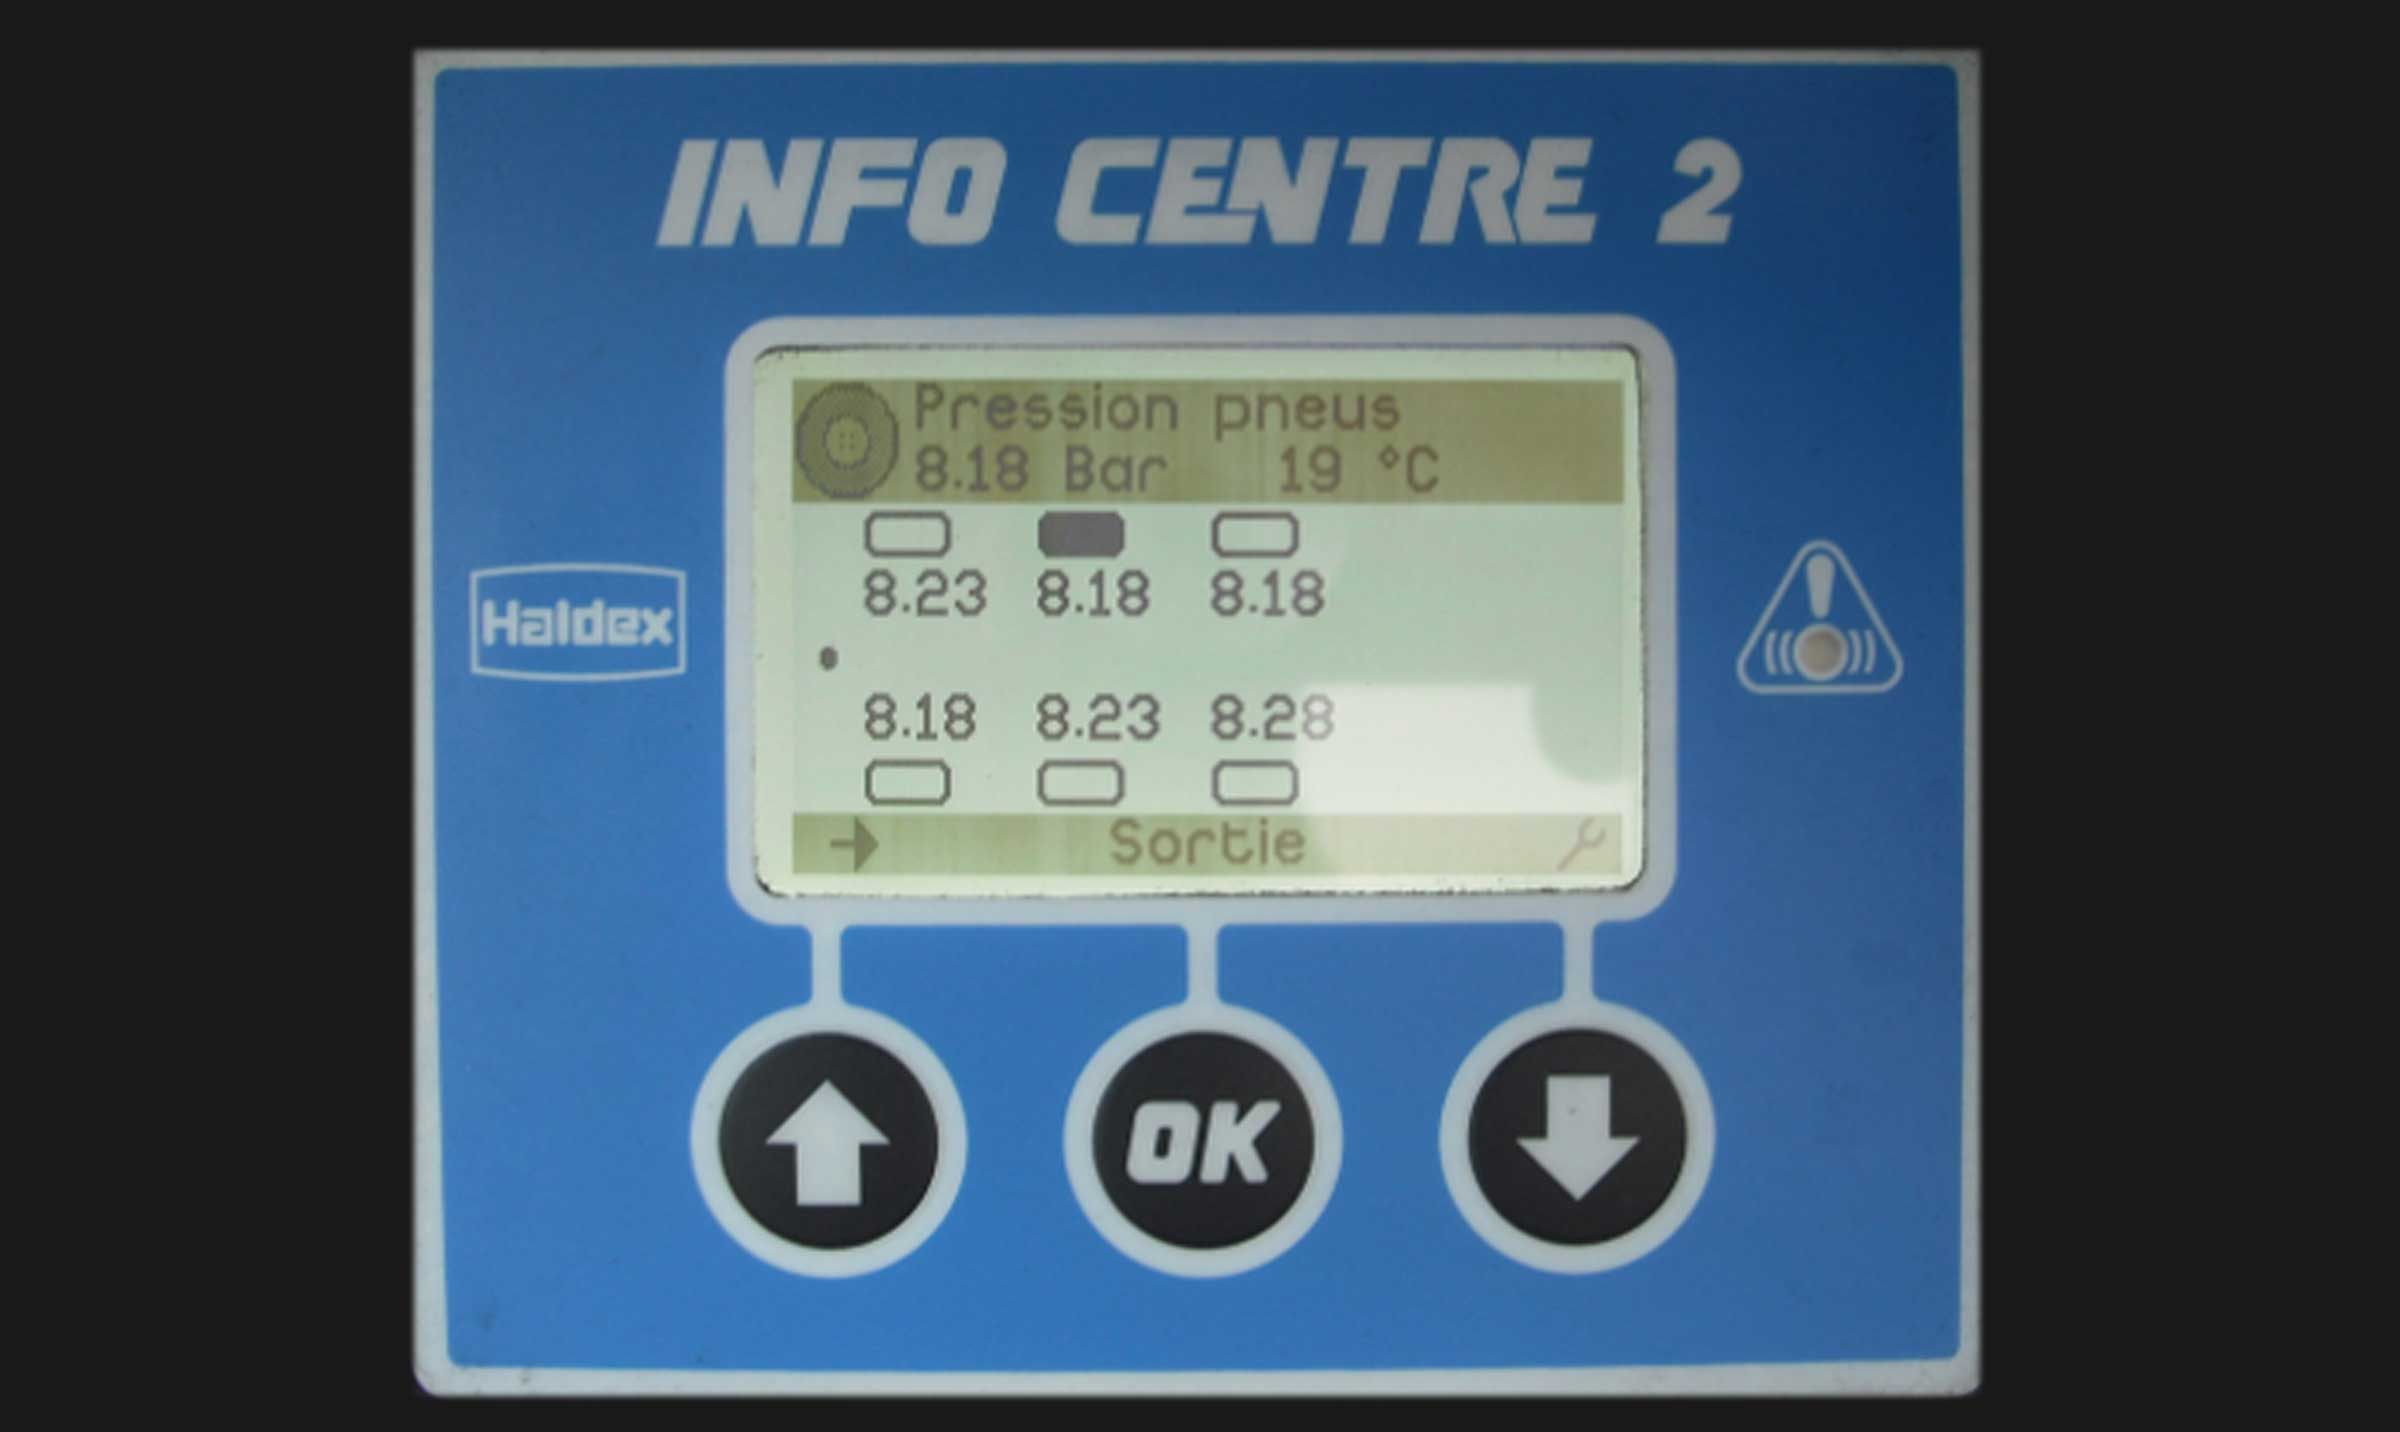 INFO CENTRE 2
Pression pneus
8.18 Bar 19 °C
8.23 8.18 8.18
Haldex
8.18 8.23 8.28
Sortie
OK